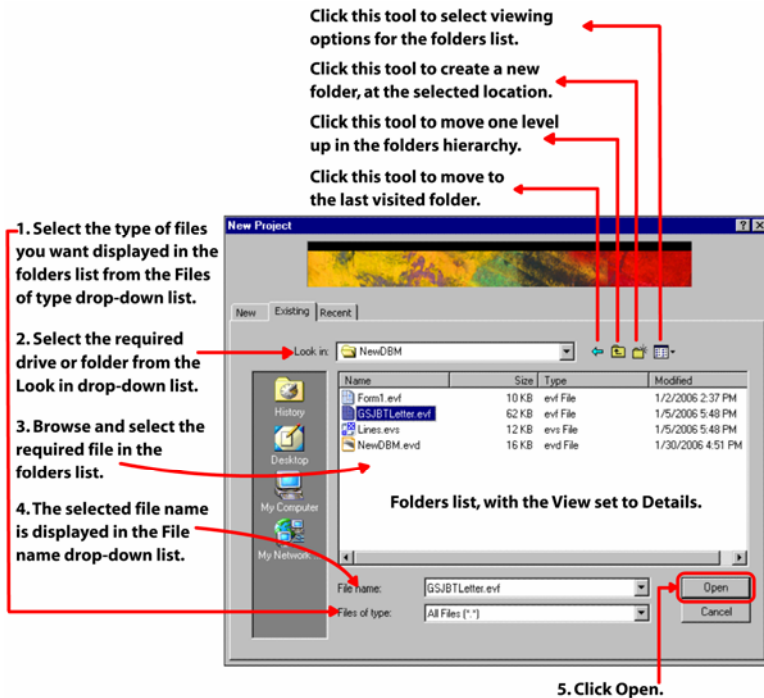 Click this tool to select viewing
options for the folders list.
Click this tool to create a new
folder, at the selected location.
Click this tool to move one level
up in the folders hierarchy.
Click this tool to move to
the last visited folder.
1. Select the type of files
you want displayed in the
folders list from the Files
of type drop-down list.
2. Select the required
drive or folder from the
Look in drop-down list.
3. Browse and select the
required file in the
folders list.
4. The selected file name
is displayed in the File
name drop-down list.
New Project
New Existing Recent
Look in: NewDBM
History
Desktop
My Computer
My Network
Name Size Type Modified
Form1.evf 10 KB evf File 1/2/2006 2:37 PM
GSJBTLetter.evf 62 KB evf File 1/5/2006 5:48 PM
Lines.evs 12 KB evs File 1/5/2006 5:48 PM
NewDBM.evd 16 KB evd File 1/30/2006 4:51 PM
Folders list, with the View set to Details.
File name: GSJBTLetter.evf Open
Files of type: All Files (*.*) Cancel
5. Click Open.